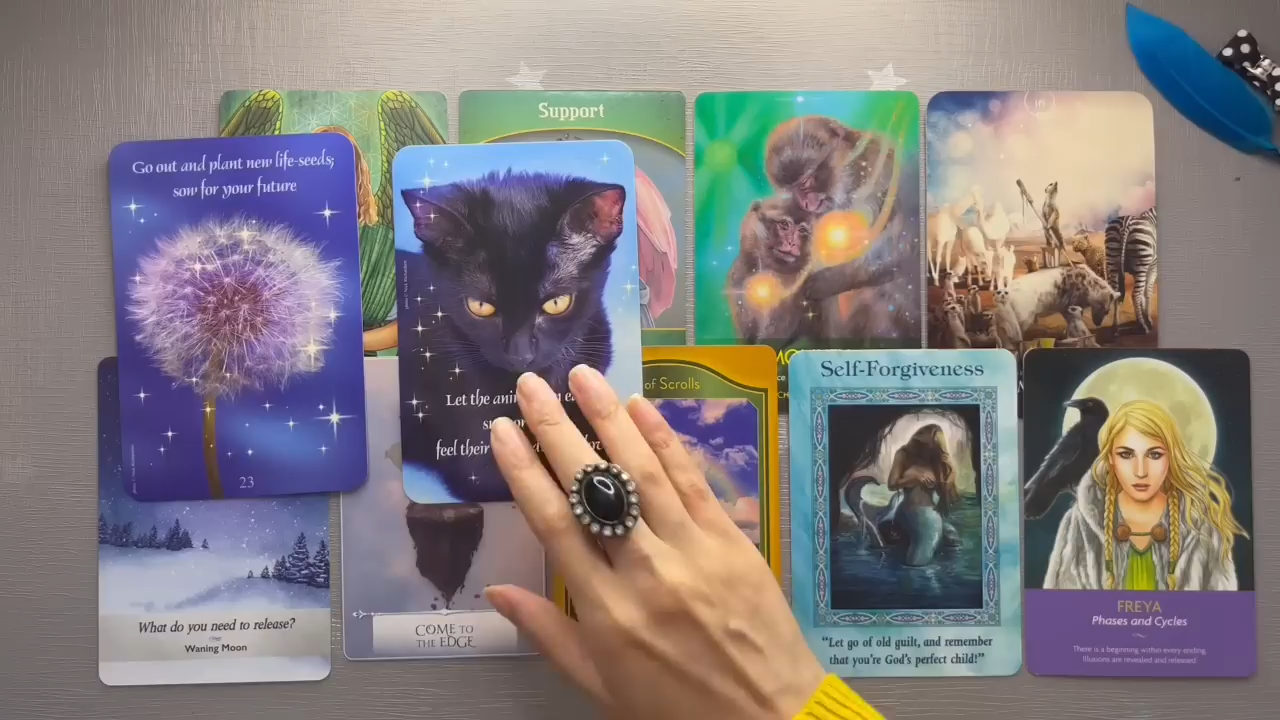 Support
Go out and plant new life-seeds;
sow for your future
23
Let the
feel their
of Scrolls
What do you need to release?
Waning Moon
COME TO
THE EDGE
Self-Forgiveness
"Let go of old guilt, and remember
that you're God's perfect child!"
FREYA
Phases and Cycles
There is a beginning within every ending.
Illusions are revealed and released.